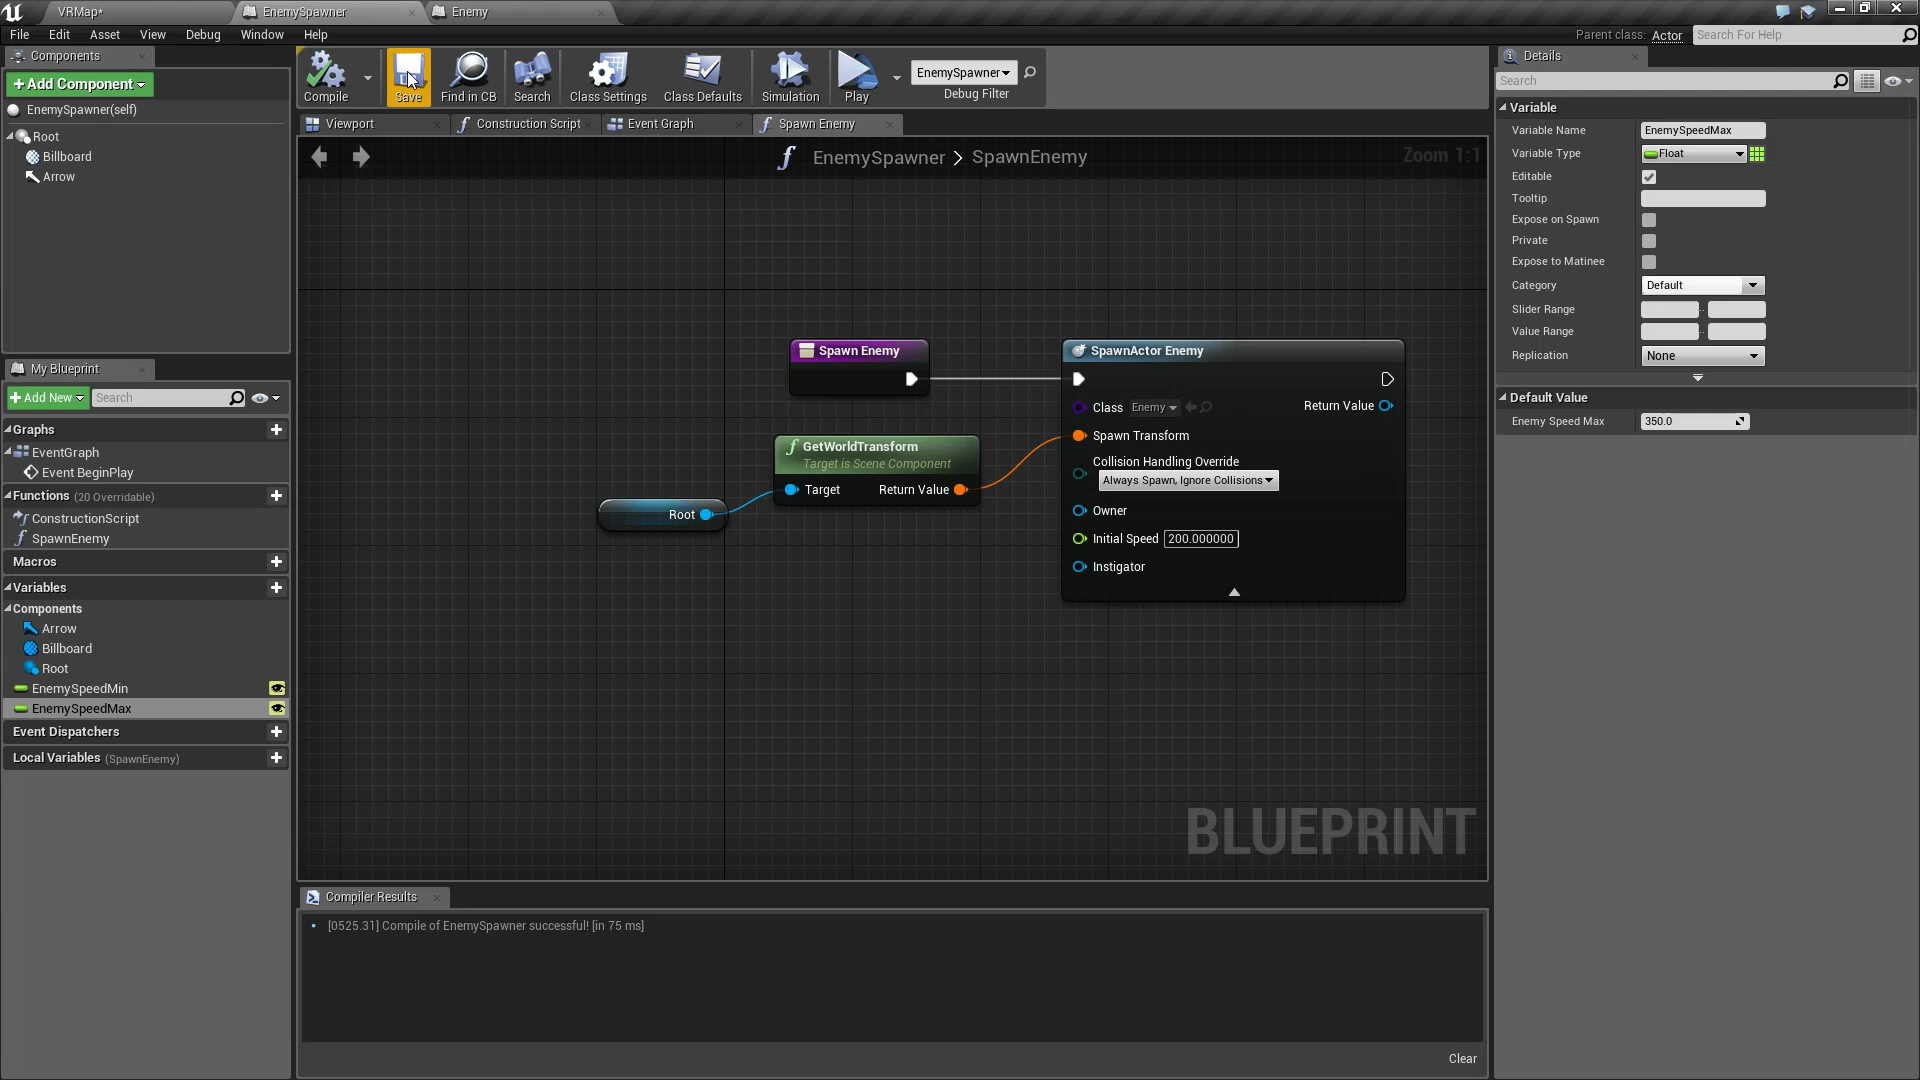 VRMap*
EnemySpawner
Enemy
File Edit Asset View Debug Window Help
Parent class: Actor
Search For Help
Components
+Add Component
EnemySpawner(self)
Root
Billboard
Arrow
Compile
Save
Find in CB
Search
Class Settings
Class Defaults
Simulation
Play
EnemySpawner
Debug Filter
Viewport
Construction Script
Event Graph
Spawn Enemy
EnemySpawner > SpawnEnemy
Zoom 1:1
Spawn Enemy
SpawnActor Enemy
Class Enemy
Return Value
Spawn Transform
Collision Handling Override
Always Spawn, Ignore Collisions
Owner
Initial Speed 200.000000
Instigator
GetWorldTransform
Target is Scene Component
Target Return Value
Root
BLUEPRINT
My Blueprint
+Add New
Search
Graphs
EventGraph
Event BeginPlay
Functions (20 Overridable)
ConstructionScript
SpawnEnemy
Macros
Variables
Components
Arrow
Billboard
Root
EnemySpeedMin
EnemySpeedMax
Event Dispatchers
Local Variables (SpawnEnemy)
Compiler Results
[0525.31] Compile of EnemySpawner successful! [in 75 ms]
Clear
Details
Search
Variable
Variable Name EnemySpeedMax
Variable Type Float
Editable
Tooltip
Expose on Spawn
Private
Expose to Matinee
Category Default
Slider Range
Value Range
Replication None
Default Value
Enemy Speed Max 350.0